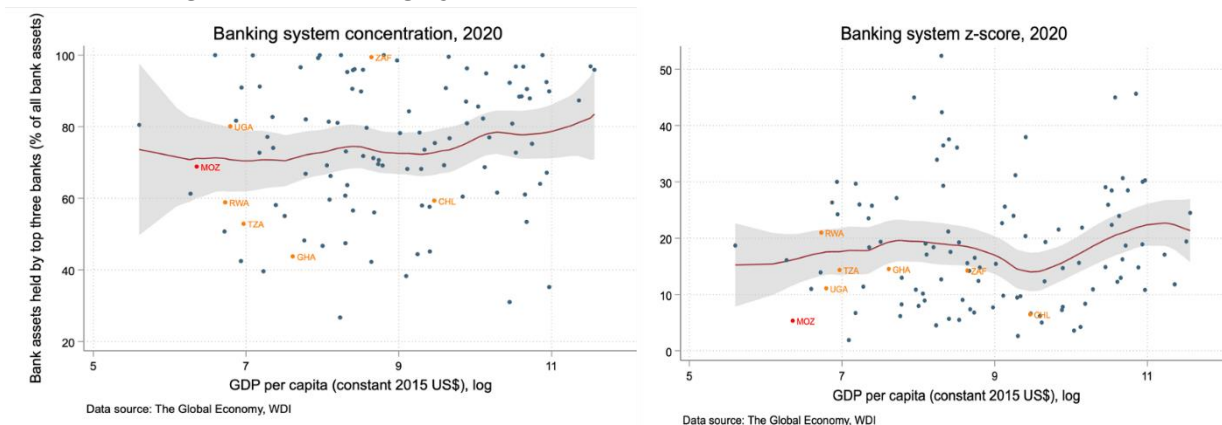 Banking system concentration, 2020
Bank assets held by top three banks (% of all bank assets)
100
80
60
40
20
ZAF
UGA
MOZ
RWA
TZA
CHL
GHA
5
7
9
11
GDP per capita (constant 2015 US$), log
Data source: The Global Economy, WDI
Banking system z-score, 2020
50
40
30
20
10
0
RWA
TZA
GHA
ZAF
UGA
MOZ
CHL
5
7
9
11
GDP per capita (constant 2015 US$), log
Data source: The Global Economy, WDI